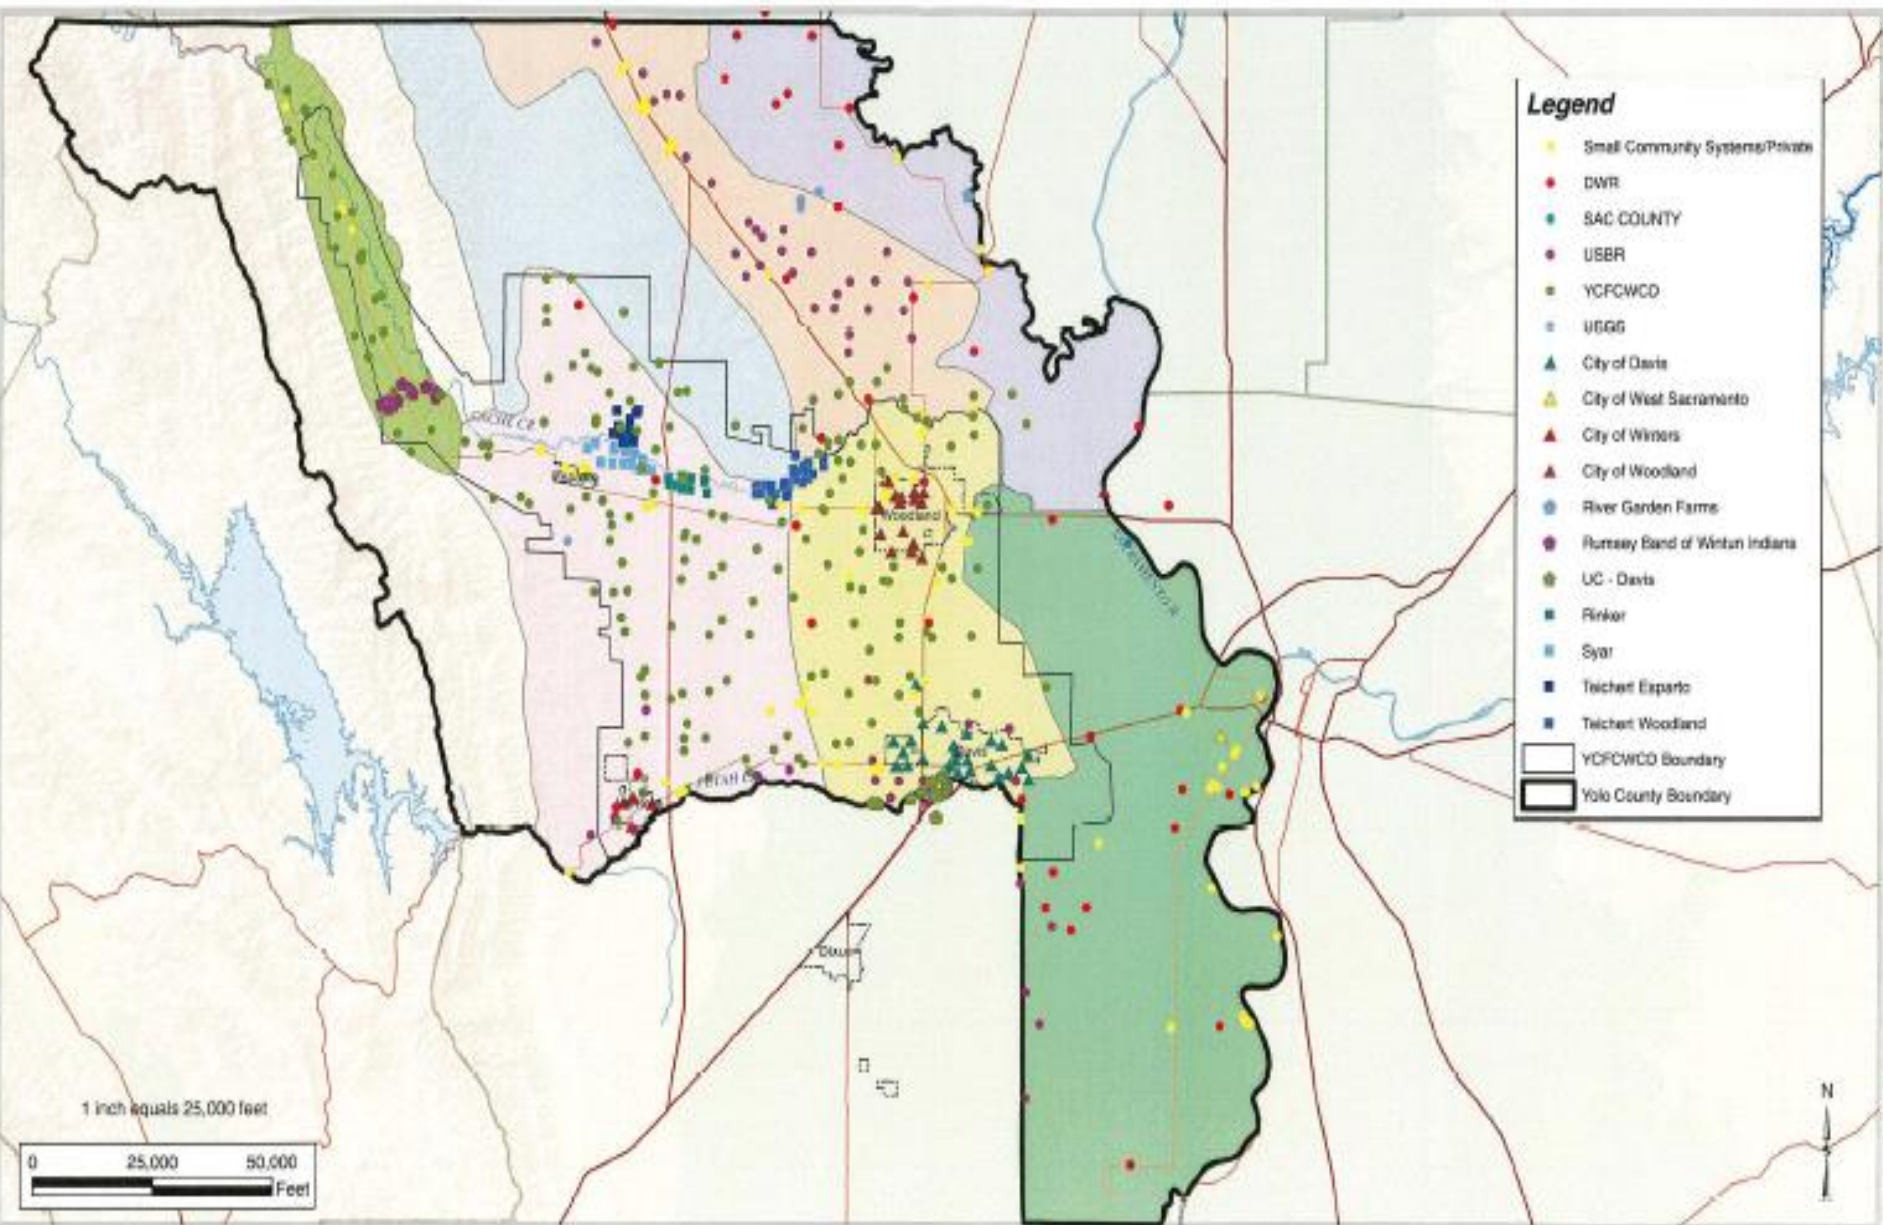 Legend
Small Community Systems/Private
DWR
SAC COUNTY
USBR
YCFCWCD
USGS
City of Davis
City of West Sacramento
City of Winters
City of Woodland
River Garden Farms
Rumsey Band of Wintun Indians
UC - Davis
Rinker
Syar
Teichert Esparto
Teichert Woodland
YCFCWCD Boundary
Yolo County Boundary
CACHE CR
Woodland
Davis
Dixon
1 inch equals 25,000 feet
0 25,000 50,000
Feet
N